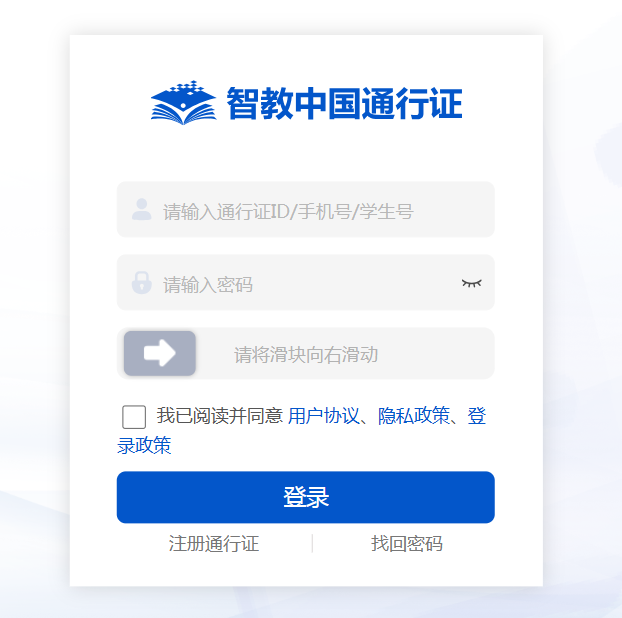 智教中国通行证
请输入通行证ID/手机号/学生号
请输入密码
请将滑块向右滑动
我已阅读并同意 用户协议、隐私政策、登
录政策
登录
注册通行证 找回密码